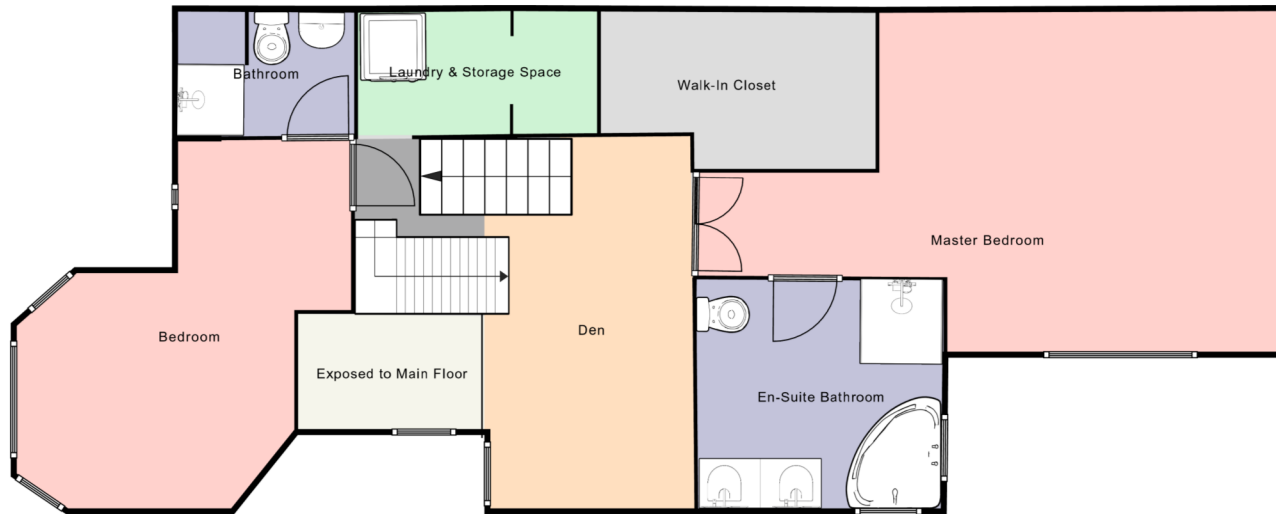 Bathroom
Laundry & Storage Space
Walk-In Closet
Master Bedroom
Bedroom
Den
Exposed to Main Floor
En-Suite Bathroom